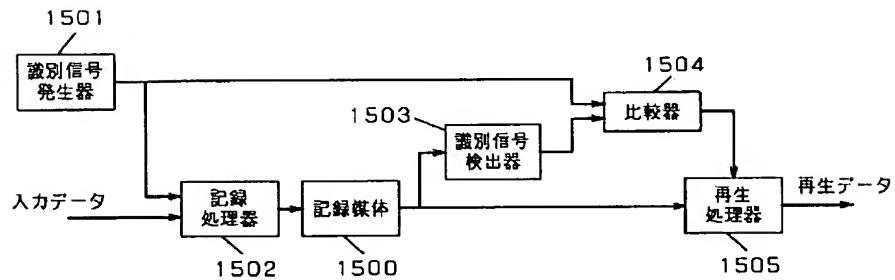 1501
識別信号
発生器
1504
比較器
1503
識別信号
検出器
入力データ
記録
処理器
記録媒体
再生
処理器
再生データ
1502
1500
1505